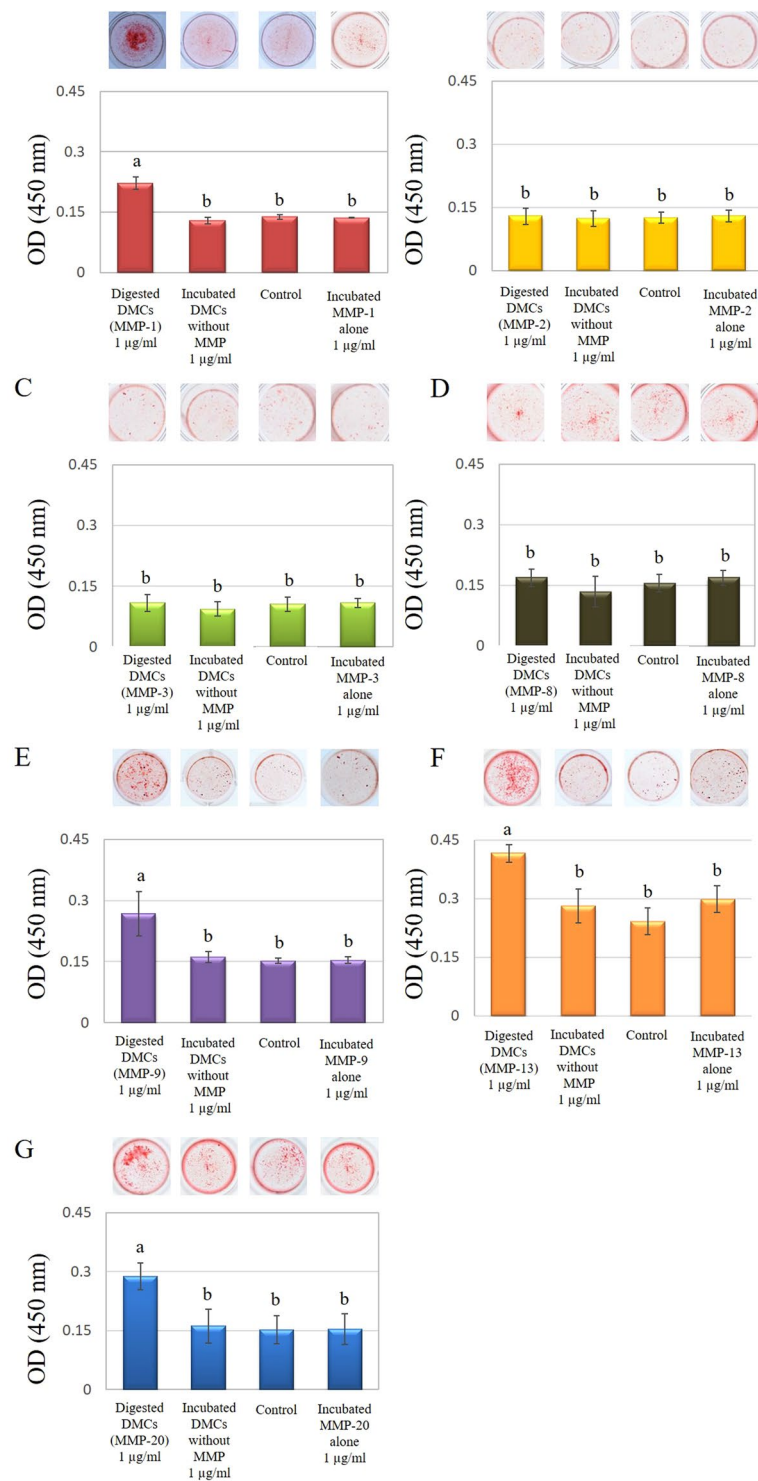 0.45
0.3
0.15
0
OD (450 nm)
a
b
b
b
Digested
DMCs
(MMP-1)
1 µg/ml
Incubated
DMCs
without
MMP
1 µg/ml
Control
Incubated
MMP-1
alone
1 µg/ml
0.45
0.3
0.15
0
OD (450 nm)
b
b
b
b
Digested
DMCs
(MMP-2)
1 µg/ml
Incubated
DMCs
without
MMP
1 µg/ml
Control
Incubated
MMP-2
alone
1 µg/ml
C
0.45
0.3
0.15
0
OD (450 nm)
b
b
b
b
Digested
DMCs
(MMP-3)
1 µg/ml
Incubated
DMCs
without
MMP
1 µg/ml
Control
Incubated
MMP-3
alone
1 µg/ml
D
0.45
0.3
0.15
0
OD (450 nm)
b
b
b
b
Digested
DMCs
(MMP-8)
1 µg/ml
Incubated
DMCs
without
MMP
1 µg/ml
Control
Incubated
MMP-8
alone
1 µg/ml
E
0.45
0.3
0.15
0
OD (450 nm)
a
b
b
b
Digested
DMCs
(MMP-9)
1 µg/ml
Incubated
DMCs
without
MMP
1 µg/ml
Control
Incubated
MMP-9
alone
1 µg/ml
F
0.45
0.3
0.15
0
OD (450 nm)
a
b
b
b
Digested
DMCs
(MMP-13)
1 µg/ml
Incubated
DMCs
without
MMP
1 µg/ml
Control
Incubated
MMP-13
alone
1 µg/ml
G
0.45
0.3
0.15
0
OD (450 nm)
a
b
b
b
Digested
DMCs
(MMP-20)
1 µg/ml
Incubated
DMCs
without
MMP
1 µg/ml
Control
Incubated
MMP-20
alone
1 µg/ml